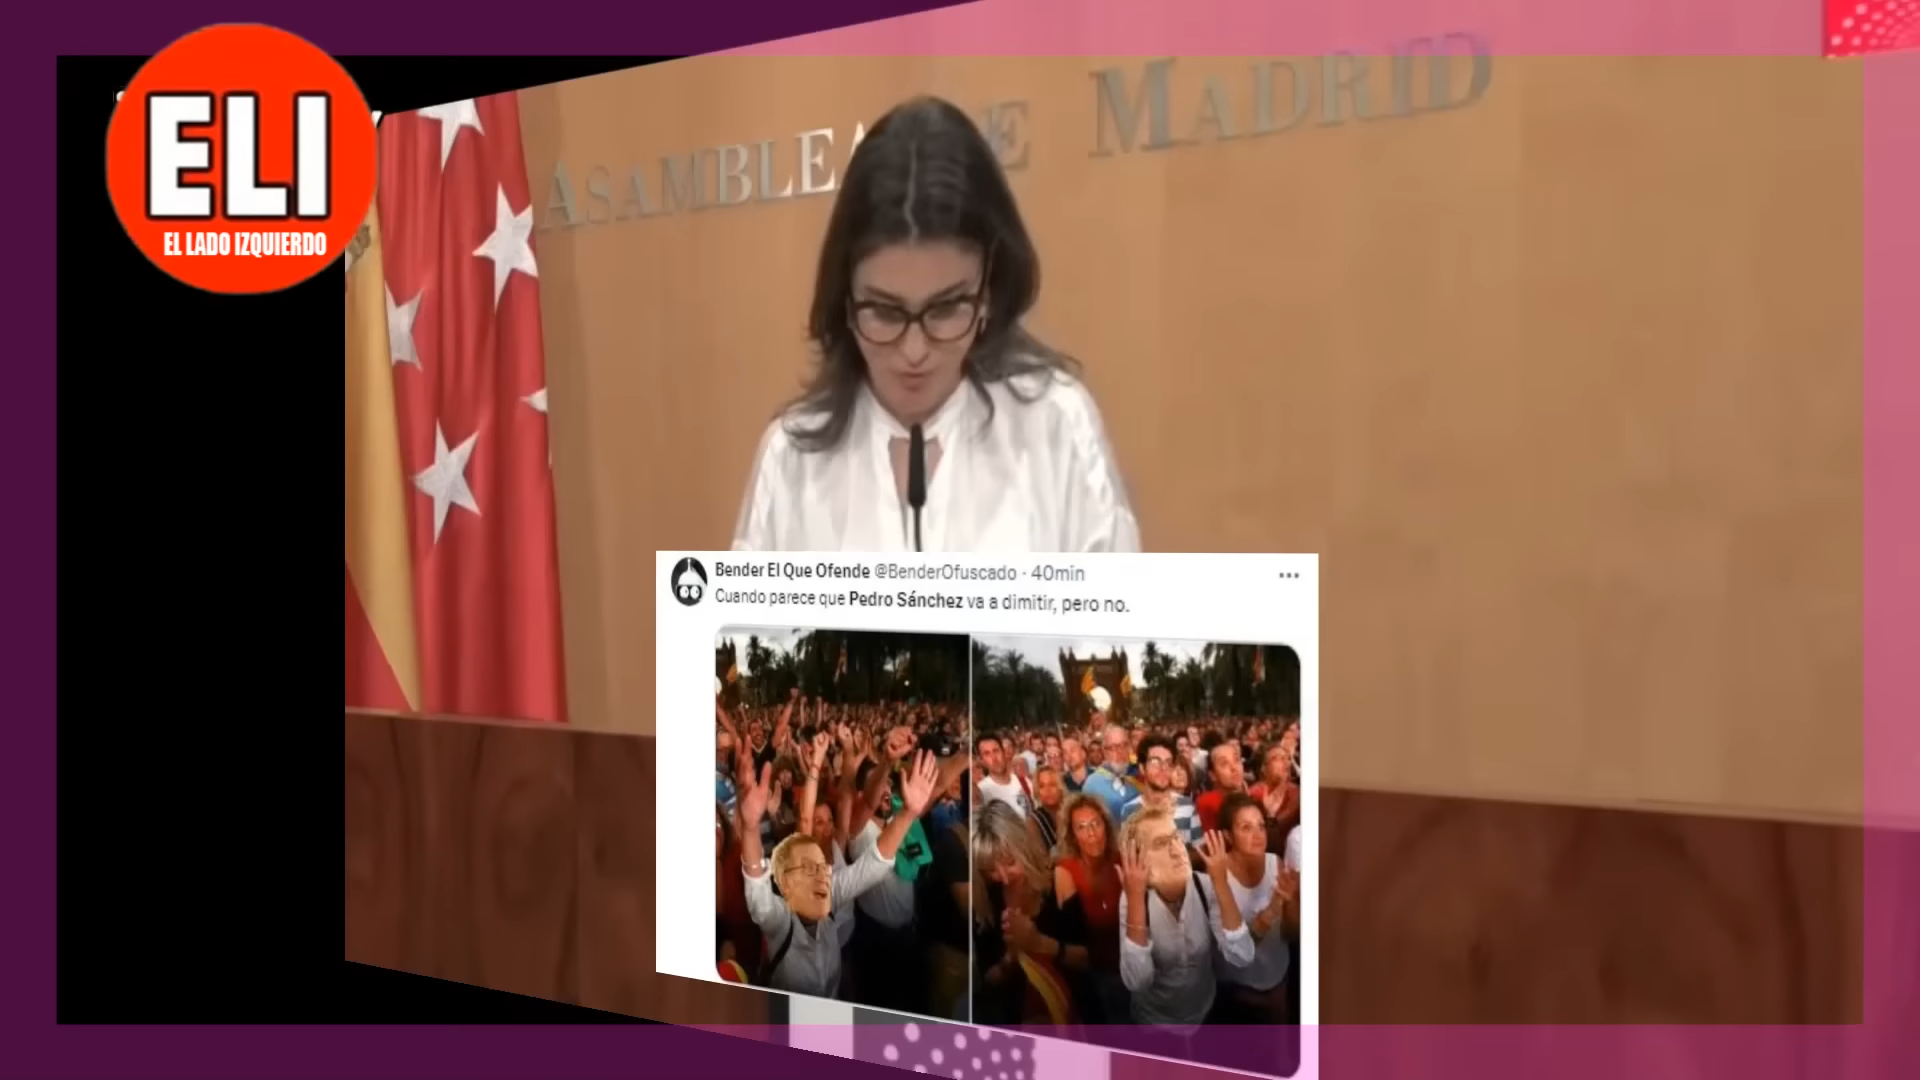 ELI
EL LADO IZQUIERDO
ASAMBLEA DE MADRID
Bender El Que Ofende @BenderOfuscado · 40min
Cuando parece que Pedro Sánchez va a dimitir, pero no.